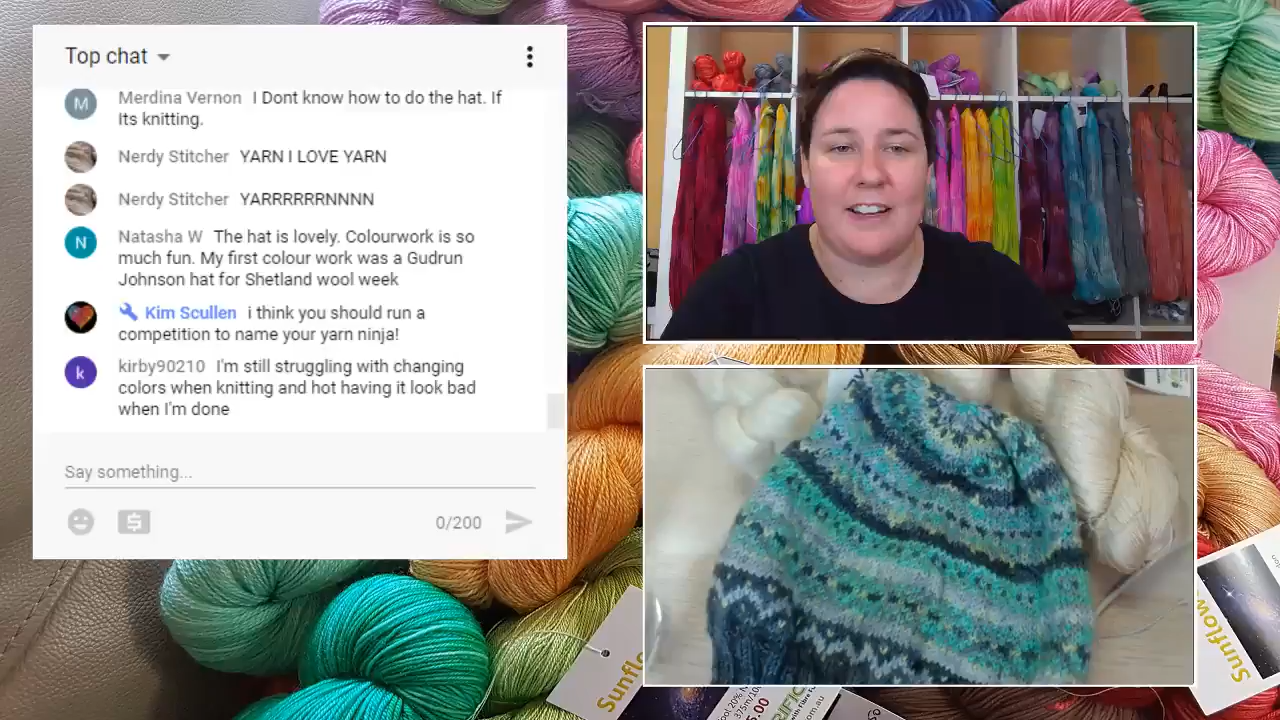 Top chat
M
Merdina Vernon I Dont know how to do the hat. If
Its knitting.
Nerdy Stitcher YARN I LOVE YARN
Nerdy Stitcher YARRRRRRNNNN
N
Natasha W The hat is lovely. Colourwork is so
much fun. My first colour work was a Gudrun
Johnson hat for Shetland wool week
Kim Scullen i think you should run a
competition to name your yarn ninja!
k
kirby90210 I'm still struggling with changing
colors when knitting and hot having it look bad
when I'm done
Say something...
0/200